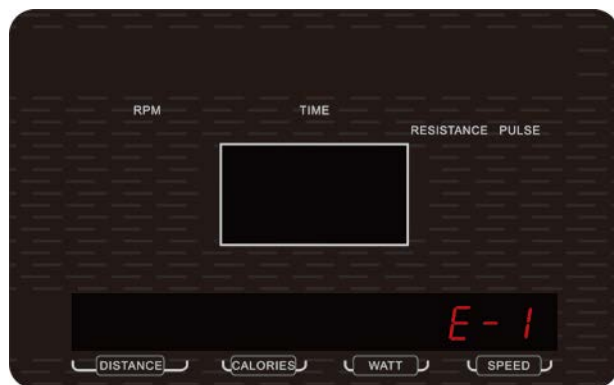 RPM TIME
RESISTANCE PULSE
E-1
DISTANCE CALORIES WATT SPEED